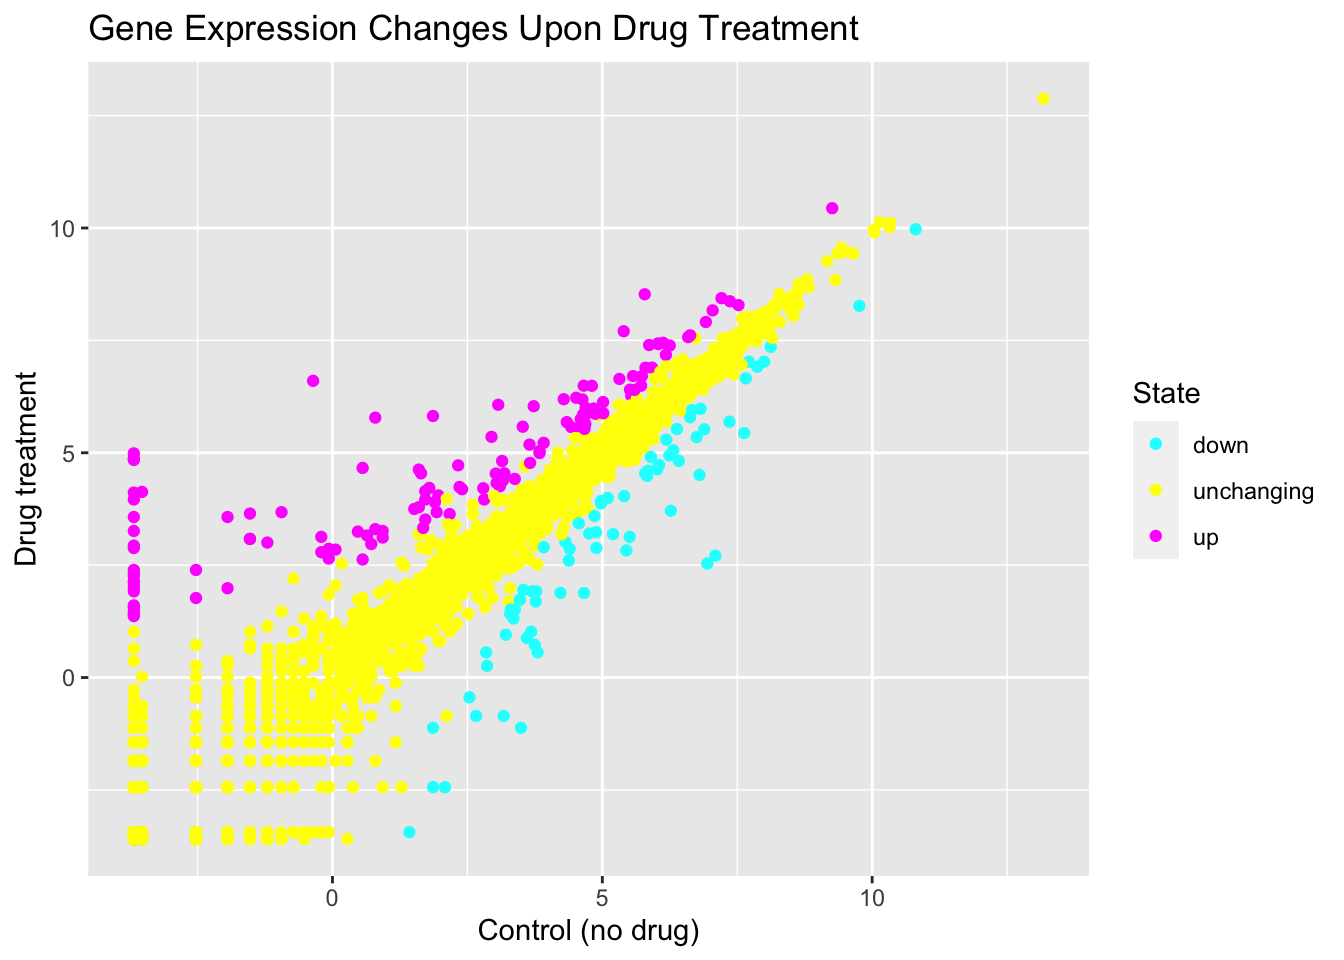 Gene Expression Changes Upon Drug Treatment
10
5
0
Drug treatment
0 5 10
Control (no drug)
State
down
unchanging
up